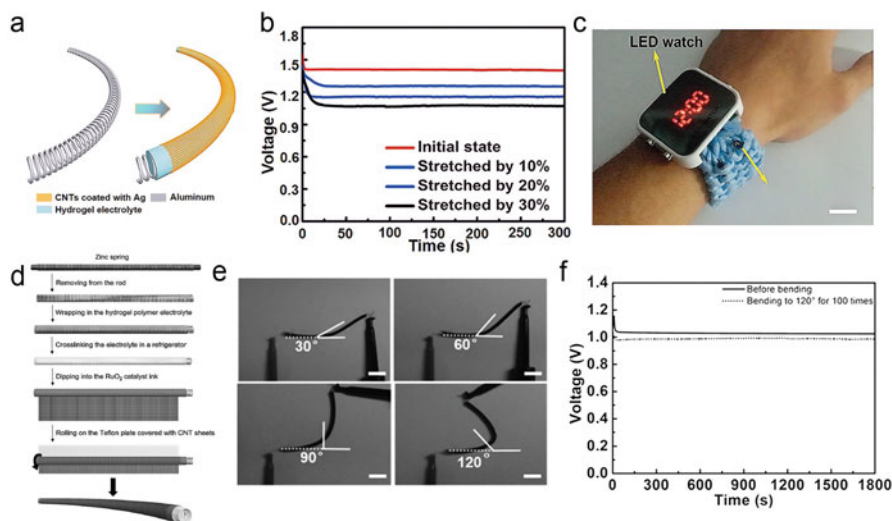 a
CNTs coated with Ag
Aluminum
Hydrogel electrolyte
b
Voltage (V)
1.8
1.5
1.2
0.9
0.6
0.3
0.0
Initial state
Stretched by 10%
Stretched by 20%
Stretched by 30%
0 50 100 150 200 250 300
Time (s)
c
LED watch
12:00
d
Zinc spring
Removing from the rod
Wrapping in the hydrogel polymer electrolyte
Crosslinking the electrolyte in a refrigerator
Dipping into the RuO₂ catalyst ink
Rolling on the Teflon plate covered with CNT sheets
e
30°
60°
90°
120°
f
Voltage (V)
1.4
1.2
1.0
0.8
0.6
0.4
0.2
0.0
Before bending
Bending to 120° for 100 times
0 300 600 900 1200 1500 1800
Time (s)